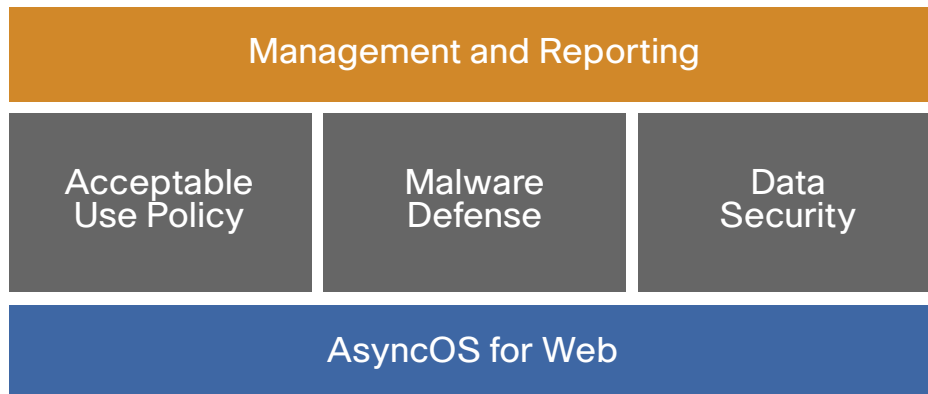 Management and Reporting
Acceptable
Use Policy
Malware
Defense
Data
Security
AsyncOS for Web